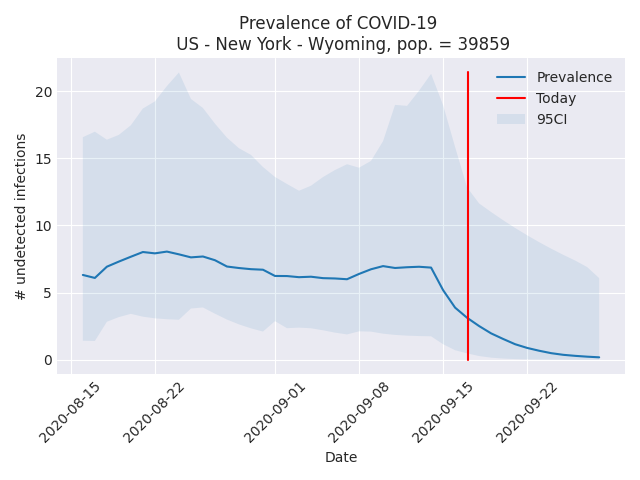 Prevalence of COVID-19
US - New York - Wyoming, pop. = 39859
Prevalence
Today
95CI
# undetected infections
20
15
10
5
0
2020-08-15
2020-08-22
2020-09-01
2020-09-08
2020-09-15
2020-09-22
Date